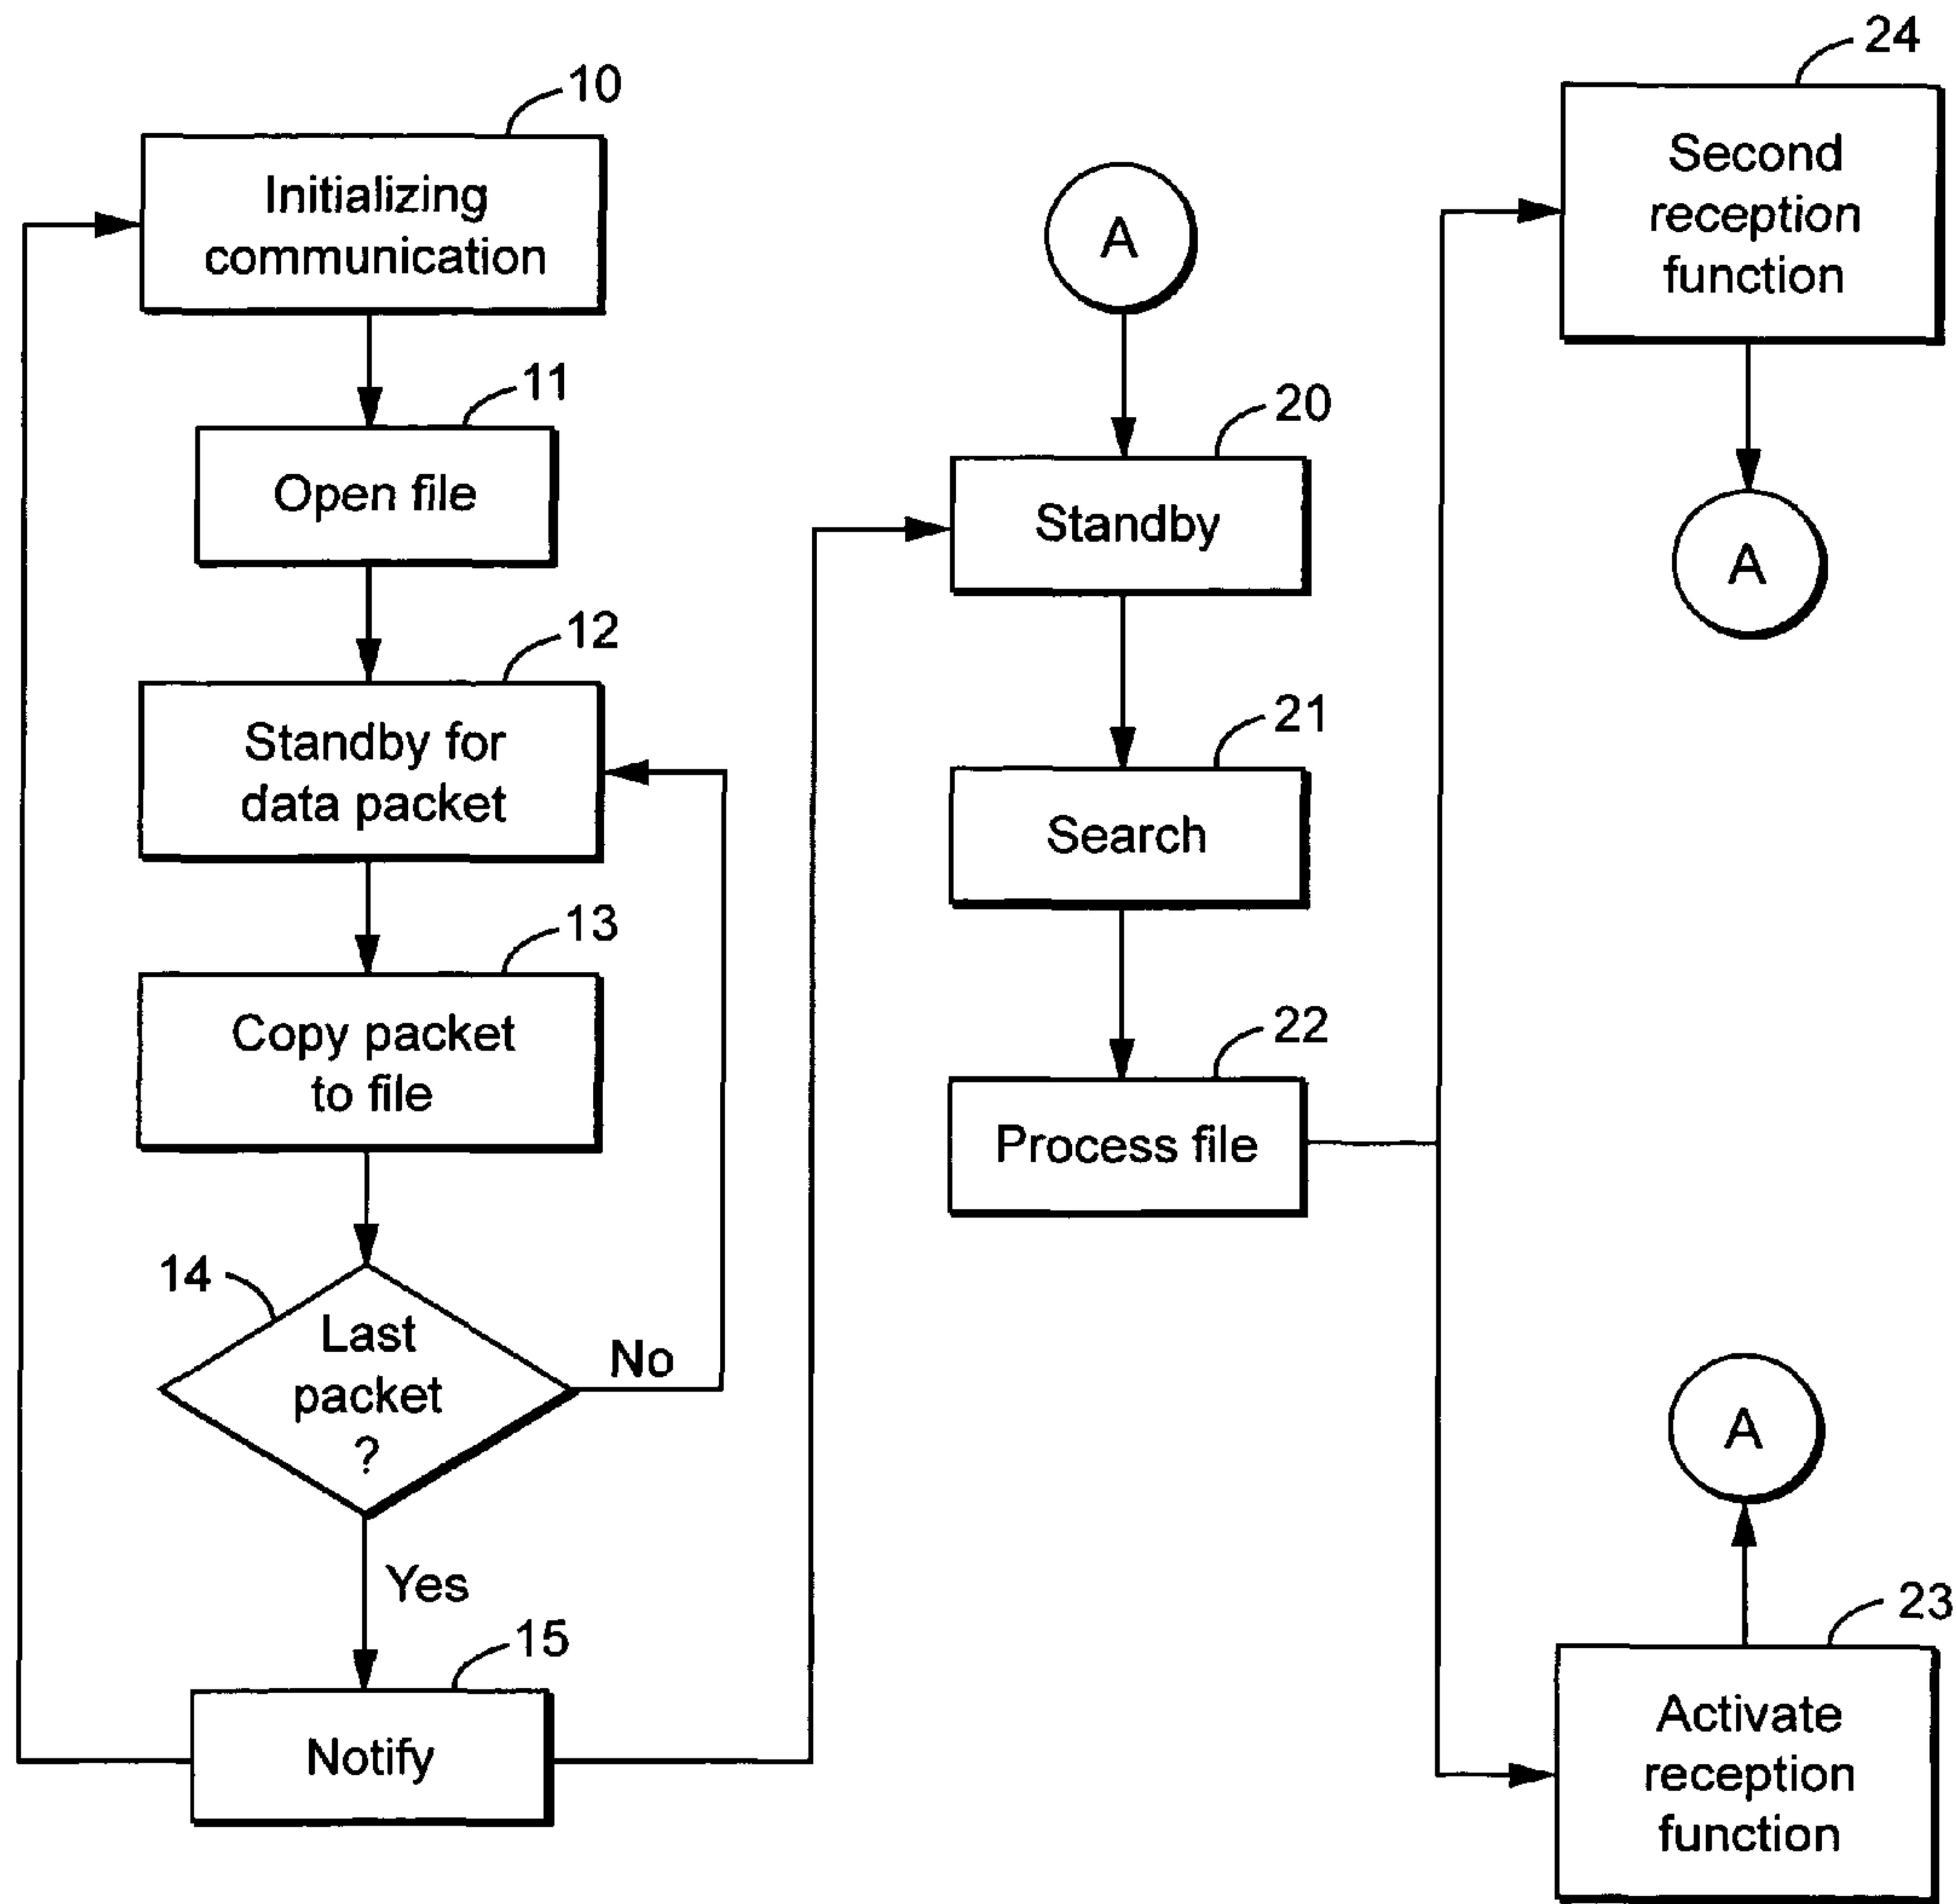 10
Initializing
communication
11
Open file
12
Standby for
data packet
13
Copy packet
to file
14
Last
packet
?
No
Yes
15
Notify
A
20
Standby
21
Search
22
Process file
24
Second
reception
function
A
A
23
Activate
reception
function